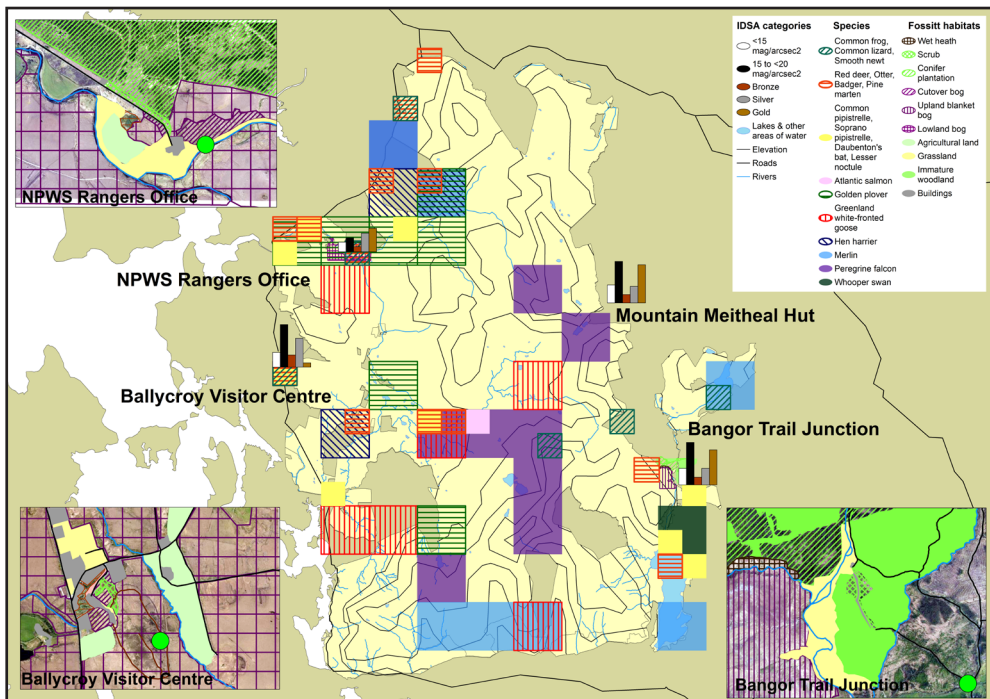 NPWS Rangers Office
NPWS Rangers Office
Mountain Meitheal Hut
Ballycroy Visitor Centre
Bangor Trail Junction
Ballycroy Visitor Centre
Bangor Trail Junction
IDSA categories
<15
mag/arcsec2
15 to <20
mag/arcsec2
Bronze
Silver
Gold
Lakes & other
areas of water
Elevation
Roads
Rivers
Species
Common frog,
Common lizard,
Smooth newt
Red deer, Otter,
Badger, Pine
marten
Common
pipistrelle,
Soprano
pipistrelle,
Daubenton's
bat, Lesser
noctule
Atlantic salmon
Golden plover
Greenland
white-fronted
goose
Hen harrier
Merlin
Peregrine falcon
Whooper swan
Fossitt habitats
Wet heath
Scrub
Conifer
plantation
Cutover bog
Upland blanket
bog
Lowland bog
Agricultural land
Grassland
Immature
woodland
Buildings